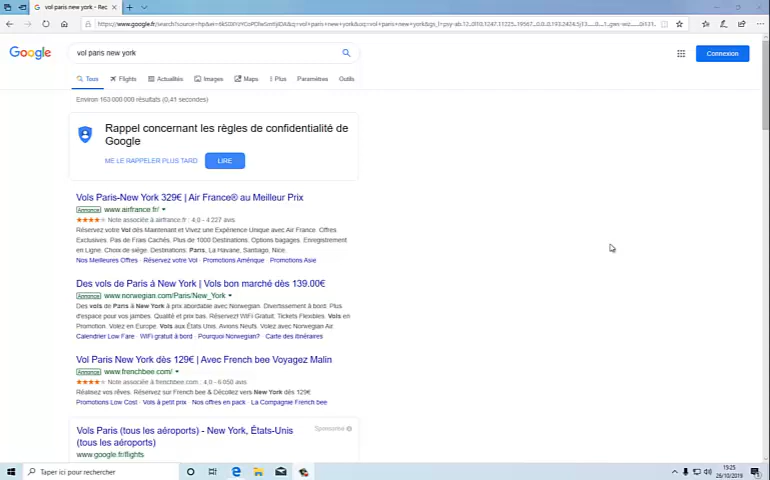 vol paris new york - Rec
vol paris new york
Google
Connexion
Tous
Flights
Actualités
Images
Maps
Plus
Paramètres
Outils
Environ 163 000 000 résultats (0,41 secondes)
Rappel concernant les règles de confidentialité de
Google
ME LE RAPPELER PLUS TARD
LIRE
Vols Paris-New York 329€ | Air France® au Meilleur Prix
Annonce www.airfrance.fr/
Note associée à airfrance.fr : 4,0 - 4 227 avis
Réservez votre Vol dès Maintenant et Vivez une Expérience Unique avec Air France. Offres
Exclusives. Pas de Frais Cachés. Plus de 1000 Destinations. Options bagages. Enregistrement
en Ligne. Choix de siège. Destinations: Paris, La Havane, Santiago, Nice.
Nos Meilleures Offres · Réservez votre Vol · Promotions Amérique · Promotions Asie
Des vols de Paris à New York | Vols bon marché dès 139.00€
Annonce www.norwegian.com/Paris/New_York
Des vols de Paris à New York à prix abordable avec Norwegian. Divertissement à bord. Plus
d'espace pour vos jambes. Qualité et prix bas. Réservez! WiFi Gratuit. Tickets Flexibles. Vols en
Promotion. Volez en Europe. Vols aux États Unis. Avions Neufs. Volez avec Norwegian Air
Calendrier Low Fare · WiFi gratuit à bord · Pourquoi Norwegian? · Carte des itinéraires
Vol Paris New York dès 129€ | Avec French bee Voyagez Malin
Annonce www.frenchbee.com/
Note associée à frenchbee.com : 4,0 - 6 050 avis
Réalisez vos rêves. Réservez sur French bee & Décollez vers New York dès 129€
Promotions Low Cost · Vols à petit prix · Nos offres en pack · La Compagnie French bee
Vols Paris (tous les aéroports) - New York, États-Unis
(tous les aéroports)
Sponsorisé
www.google.fr/flights
Taper ici pour rechercher
15:25
26/10/2019